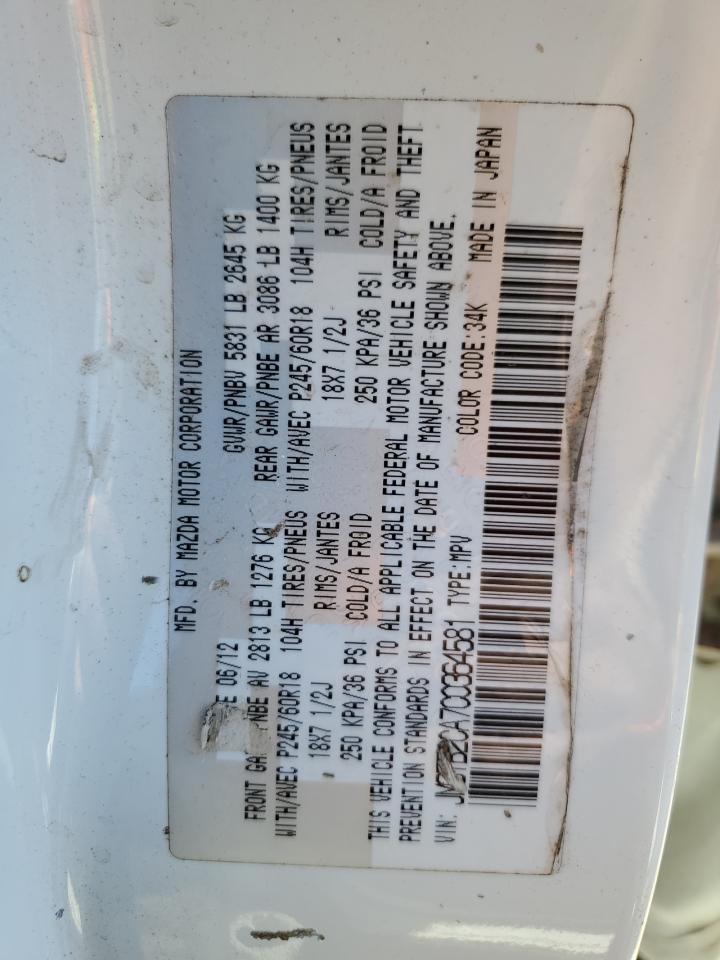 MFD. BY MAZDA MOTOR CORPORATION
06/12 GVWR/PNBV 5831 LB 2645 KG
FRONT AV 2813 LB 1276 KG REAR GAWR/PNBE AR 3086 LB 1400 KG
WITH/AVEC P245/60R18 104H TIRES/PNEUS WITH/AVEC P245/60R18 104H TIRES/PNEUS
18X7 1/2J RIMS/JANTES 18X7 1/2J RIMS/JANTES
250 KPA/36 PSI COLD/A FROID 250 KPA/36 PSI COLD/A FROID
THIS VEHICLE CONFORMS TO ALL APPLICABLE FEDERAL MOTOR VEHICLE SAFETY AND THEFT
PREVENTION STANDARDS IN EFFECT ON THE DATE OF MANUFACTURE SHOWN ABOVE.
VIN: TYPE:MPV COLOR CODE:34K MADE IN JAPAN